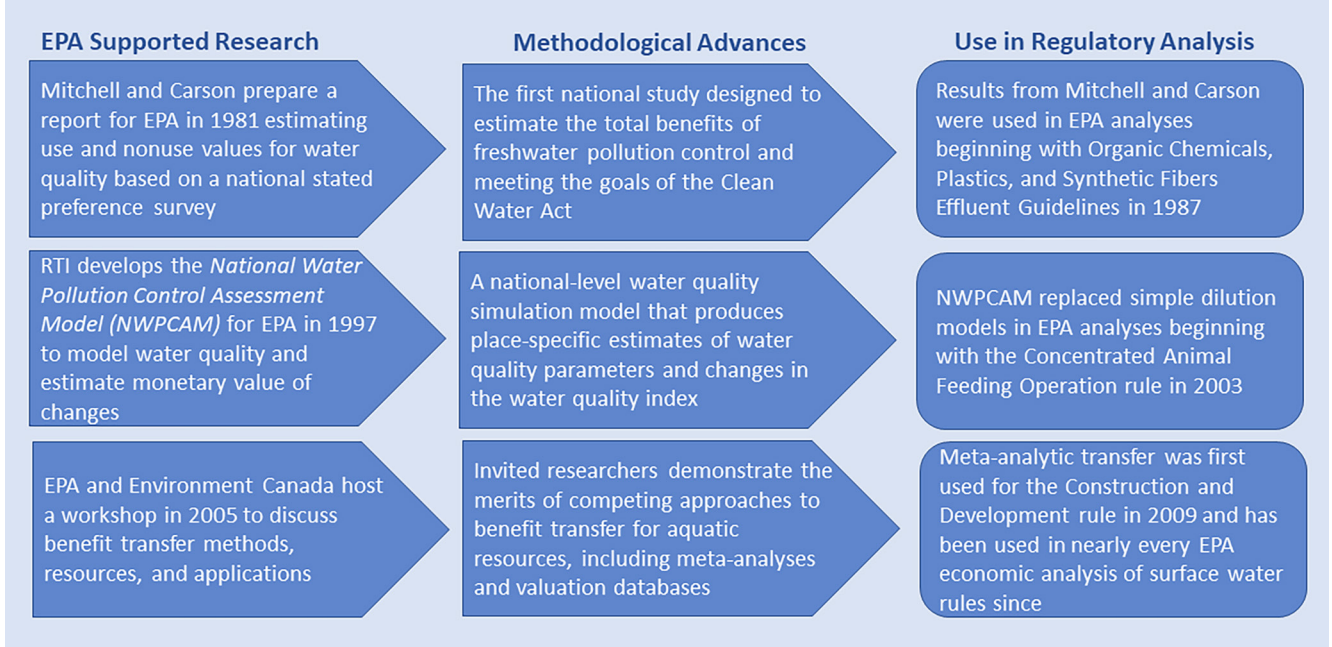 EPA Supported Research
Methodological Advances
Use in Regulatory Analysis
Mitchell and Carson prepare a
report for EPA in 1981 estimating
use and nonuse values for water
quality based on a national stated
preference survey
The first national study designed to
estimate the total benefits of
freshwater pollution control and
meeting the goals of the Clean
Water Act
Results from Mitchell and Carson
were used in EPA analyses
beginning with Organic Chemicals,
Plastics, and Synthetic Fibers
Effluent Guidelines in 1987
RTI develops the National Water
Pollution Control Assessment
Model (NWPCAM) for EPA in 1997
to model water quality and
estimate monetary value of
changes
A national-level water quality
simulation model that produces
place-specific estimates of water
quality parameters and changes in
the water quality index
NWPCAM replaced simple dilution
models in EPA analyses beginning
with the Concentrated Animal
Feeding Operation rule in 2003
EPA and Environment Canada host
a workshop in 2005 to discuss
benefit transfer methods,
resources, and applications
Invited researchers demonstrate the
merits of competing approaches to
benefit transfer for aquatic
resources, including meta-analyses
and valuation databases
Meta-analytic transfer was first
used for the Construction and
Development rule in 2009 and has
been used in nearly every EPA
economic analysis of surface water
rules since